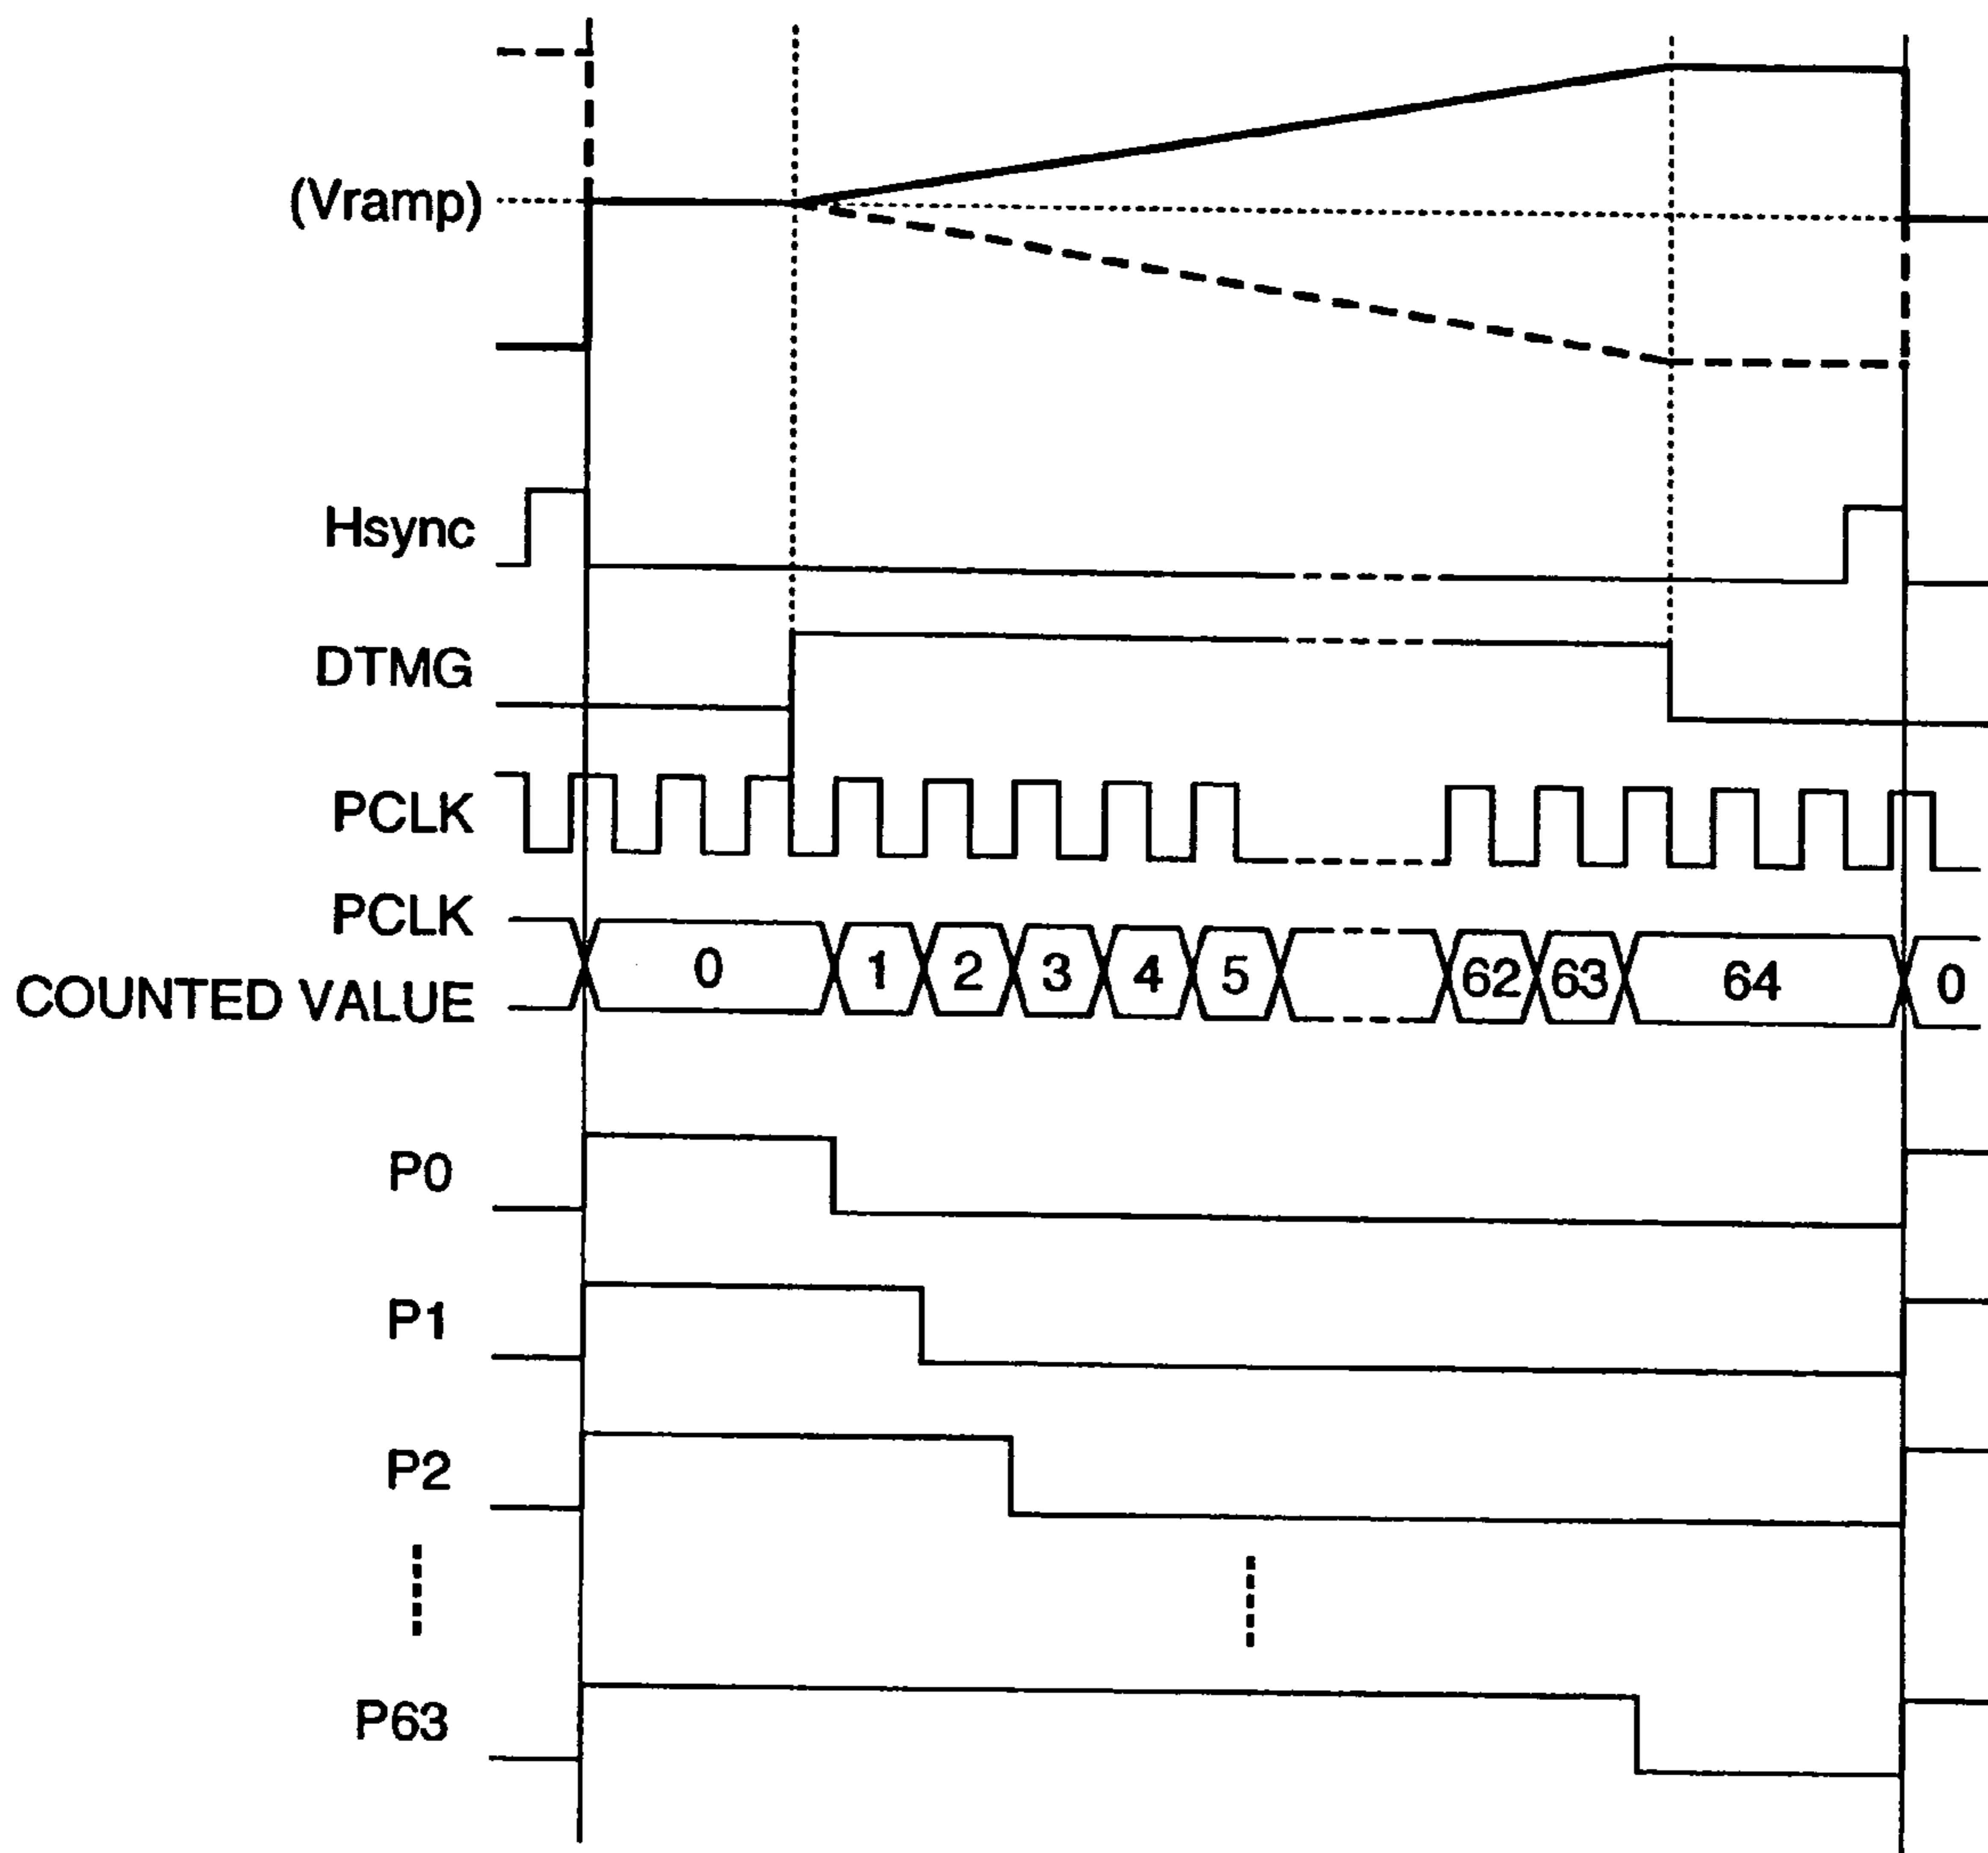 (Vramp)
Hsync
DTMG
PCLK
PCLK
COUNTED VALUE
0 1 2 3 4 5 62 63 64 0
P0
P1
P2
P63